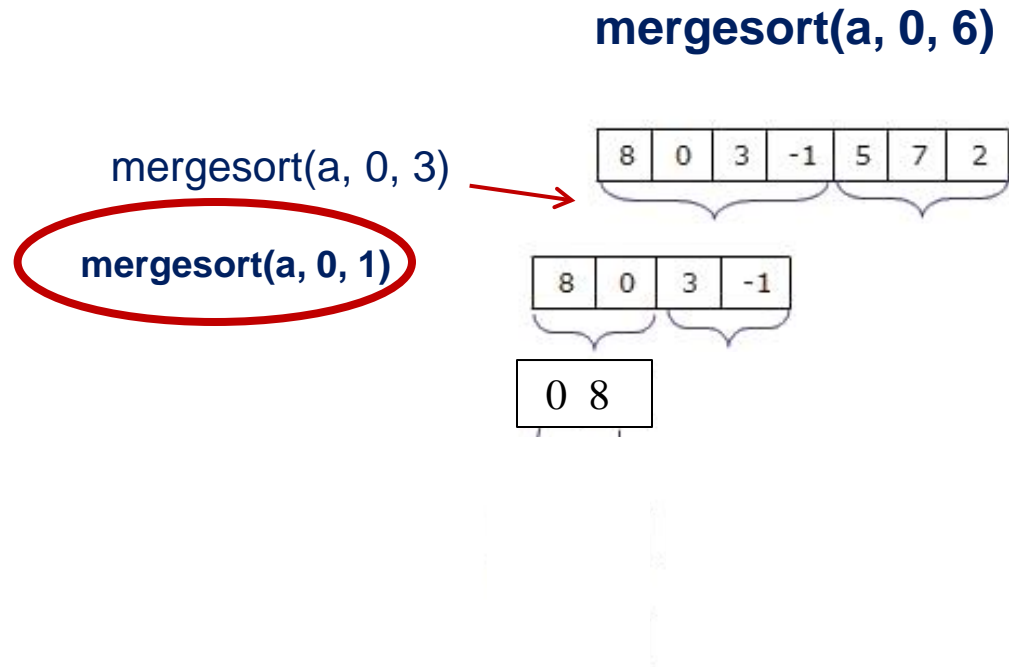 mergesort(a, 0, 6)
8 0 3 -1 5 7 2
mergesort(a, 0, 3)
mergesort(a, 0, 1)
8 0 3 -1
0 8